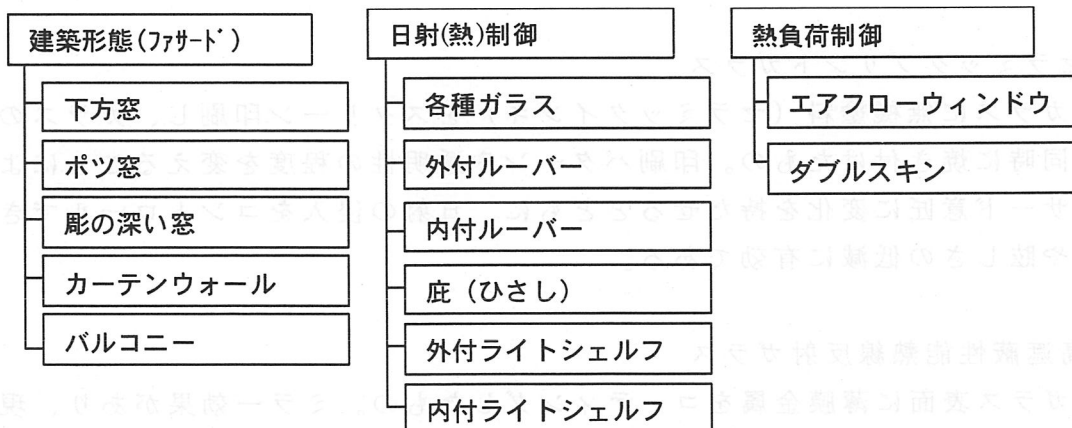 建築形態(ファサード)
下方窓
ポツ窓
彫の深い窓
カーテンウォール
バルコニー
日射(熱)制御
各種ガラス
外付ルーバー
内付ルーバー
庇（ひさし）
外付ライトシェルフ
内付ライトシェルフ
熱負荷制御
エアフローウィンドウ
ダブルスキン